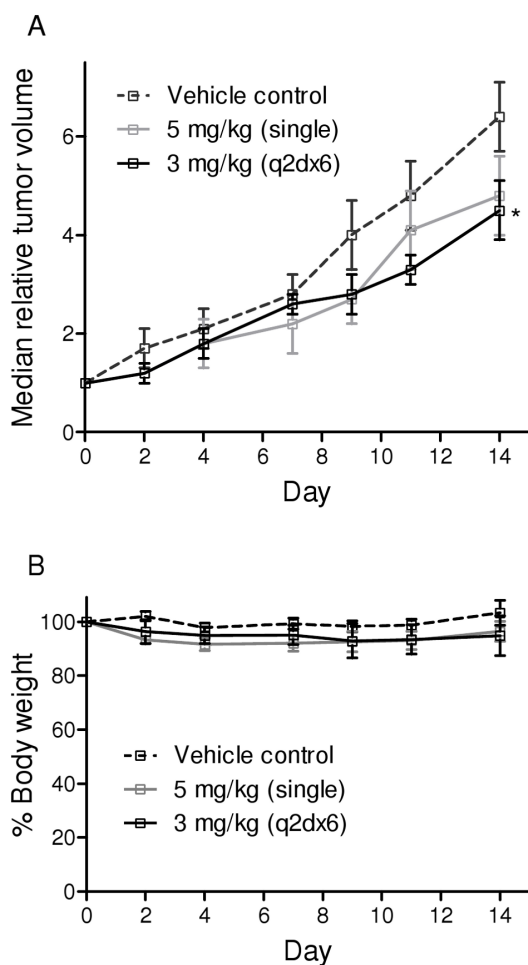 A
Median relative tumor volume
Vehicle control
5 mg/kg (single)
3 mg/kg (q2dx6)
6
4
2
0
*
0 2 4 6 8 10 12 14
Day
B
% Body weight
100
80
60
40
20
0
Vehicle control
5 mg/kg (single)
3 mg/kg (q2dx6)
0 2 4 6 8 10 12 14
Day